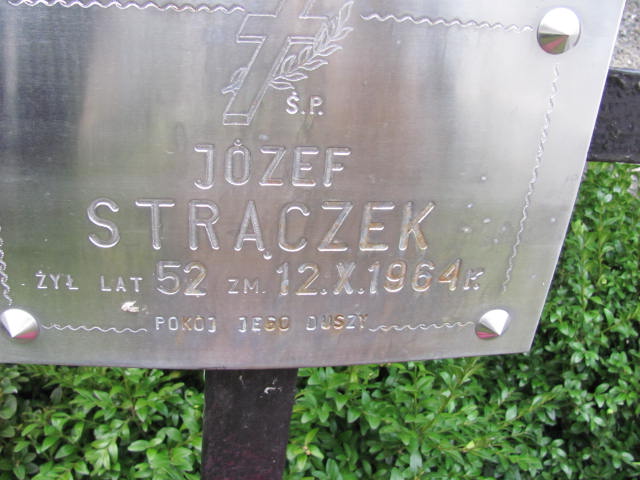 Ś.P.
JÓZEF
STRĄCZEK
ŻYŁ LAT 52 ZM. 12.X.1964 R.
POKÓJ JEGO DUSZY